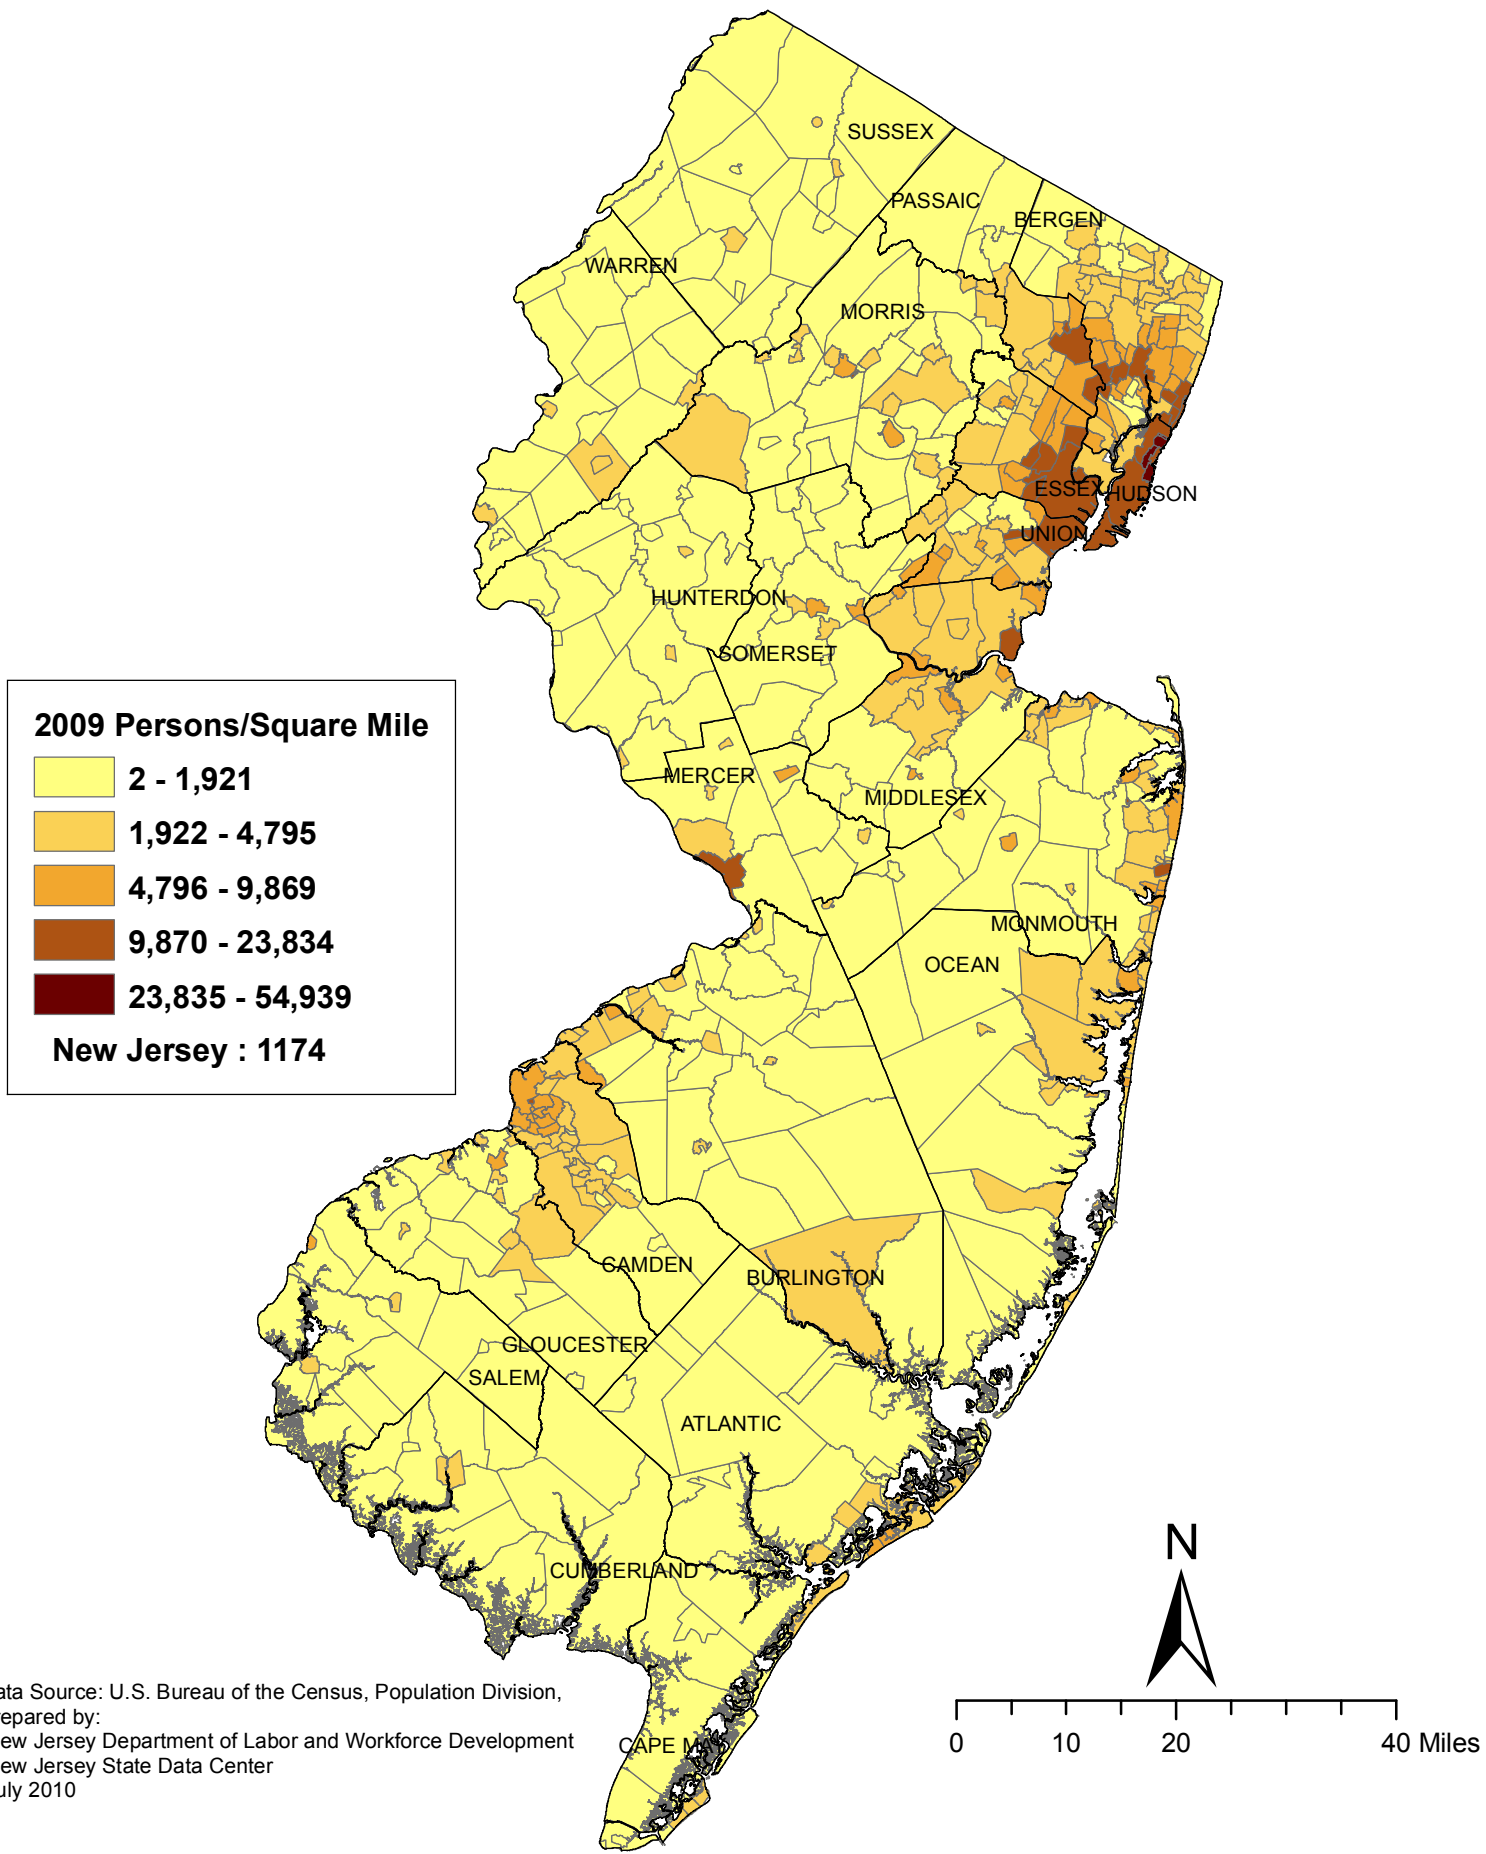 SUSSEX
PASSAIC
BERGEN
WARREN
MORRIS
ESSEX
HUDSON
UNION
HUNTERDON
SOMERSET
2009 Persons/Square Mile
2 - 1,921
1,922 - 4,795
4,796 - 9,869
9,870 - 23,834
23,835 - 54,939
New Jersey : 1174
MERCER
MIDDLESEX
MONMOUTH
OCEAN
CAMDEN
BURLINGTON
GLOUCESTER
SALEM
ATLANTIC
CUMBERLAND
CAPE MAY
N
0 10 20 40 Miles
ata Source: U.S. Bureau of the Census, Population Division,
repared by:
ew Jersey Department of Labor and Workforce Development
ew Jersey State Data Center
uly 2010